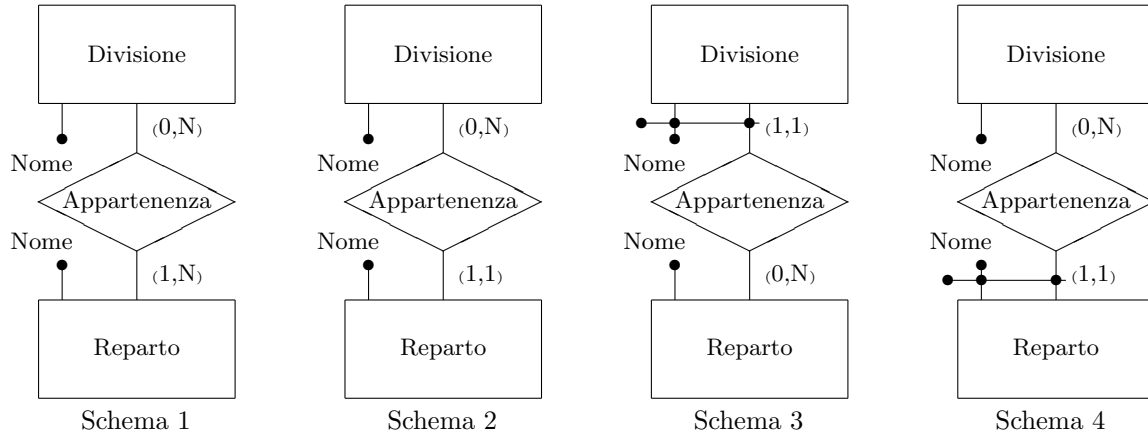 Divisione
(0,N)
Nome
Appartenenza
Nome
(1,N)
Reparto
Schema 1
Divisione
(0,N)
Nome
Appartenenza
Nome
(1,1)
Reparto
Schema 2
Divisione
(1,1)
Nome
Appartenenza
Nome
(0,N)
Reparto
Schema 3
Divisione
(0,N)
Nome
Appartenenza
Nome
(1,1)
Reparto
Schema 4